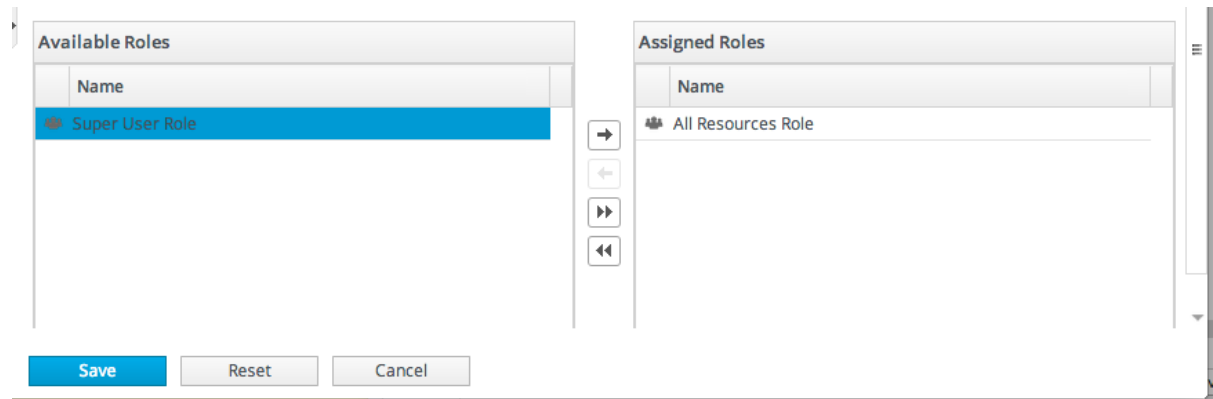 Available Roles
Name
Super User Role
Assigned Roles
Name
All Resources Role
Save Reset Cancel